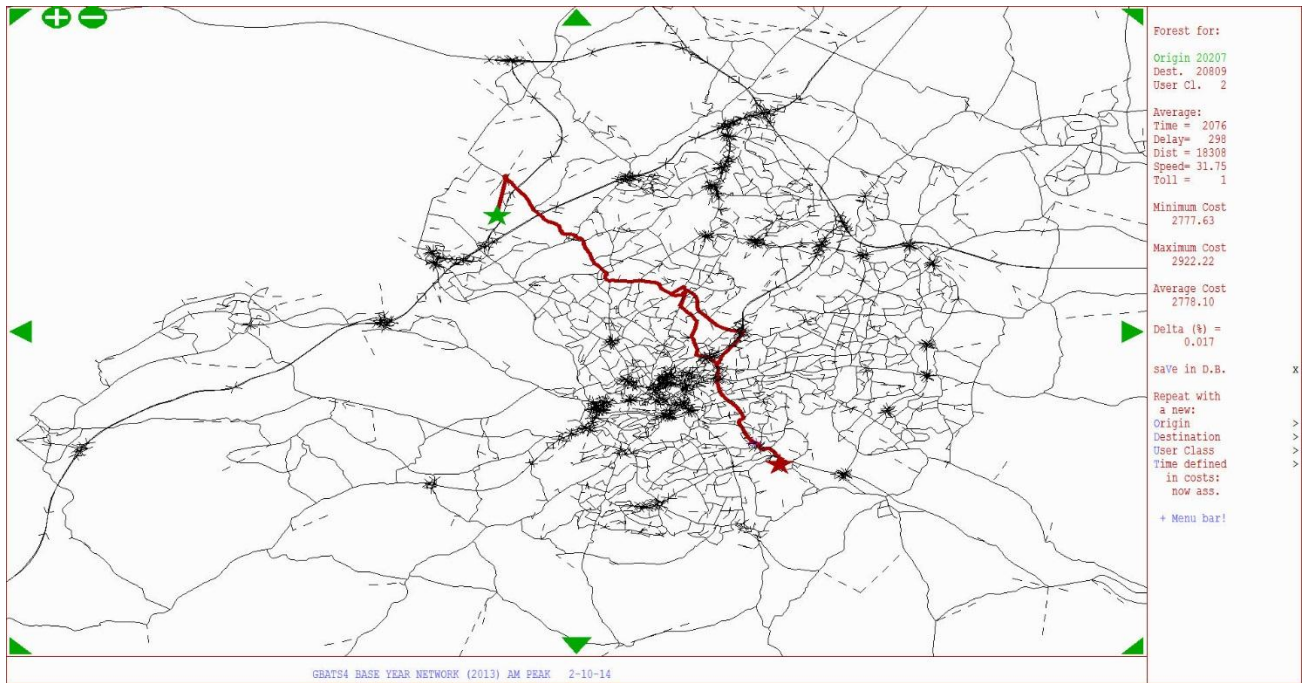 Forest for:
Origin 20207
Dest. 20809
User Cl. 2
Average:
Time = 2076
Delay= 298
Dist = 18308
Speed= 31.75
Toll = 1
Minimum Cost
2777.63
Maximum Cost
2922.22
Average Cost
2778.10
Delta (%) =
0.017
saVe in D.B. x
Repeat with
a new:
Origin >
Destination >
User Class >
Time defined >
in costs:
now ass.
+ Menu bar!
GBATS4 BASE YEAR NETWORK (2013) AM PEAK 2-10-14